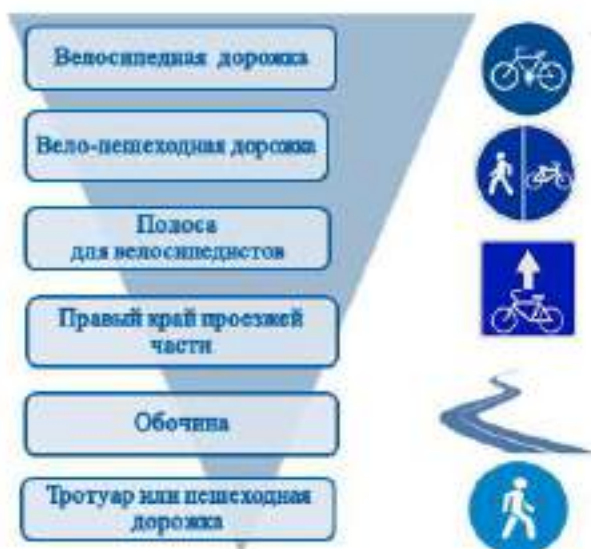 Велосипедная дорожка
Вело-пешеходная дорожка
Полоса
для велосипедистов
Правый край проезжей
части
Обочина
Тротуар или пешеходная
дорожка